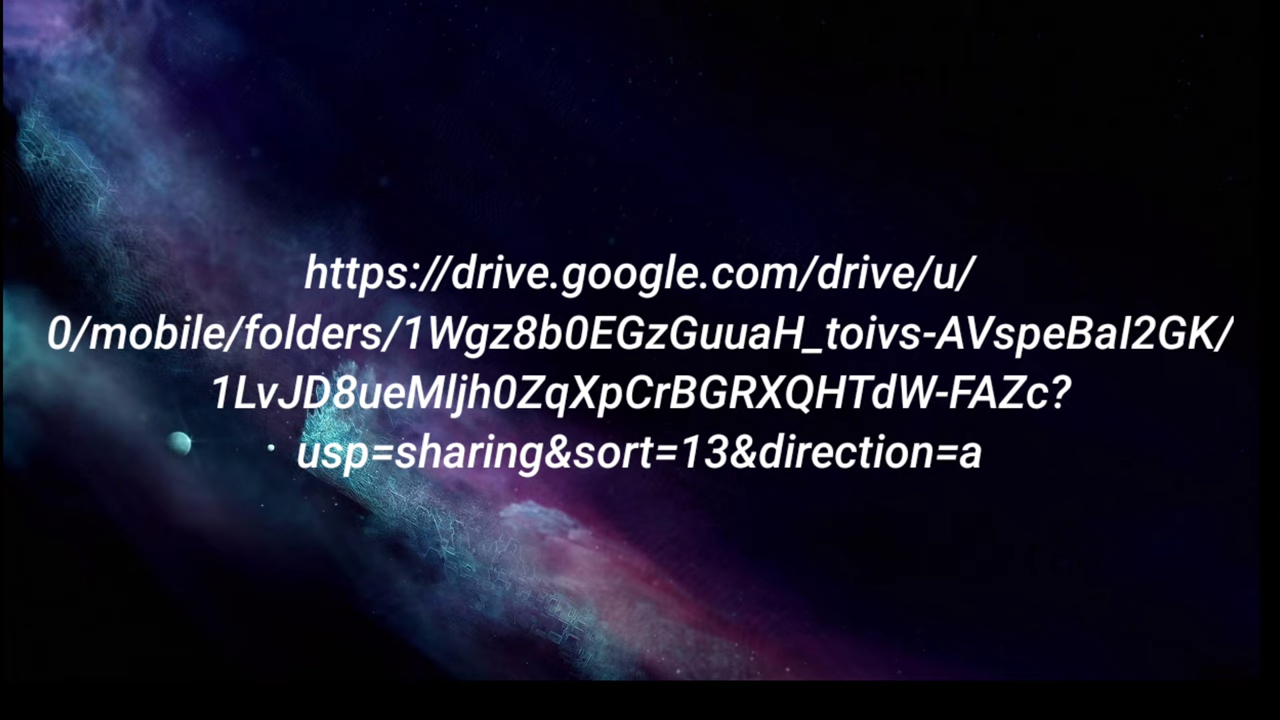 https://drive.google.com/drive/u/
0/mobile/folders/1Wgz8b0EGzGuuaH_toivs-AVspeBaI2GK/
1LvJD8ueMljh0ZqXpCrBGRXQHTdW-FAZc?
usp=sharing&sort=13&direction=a